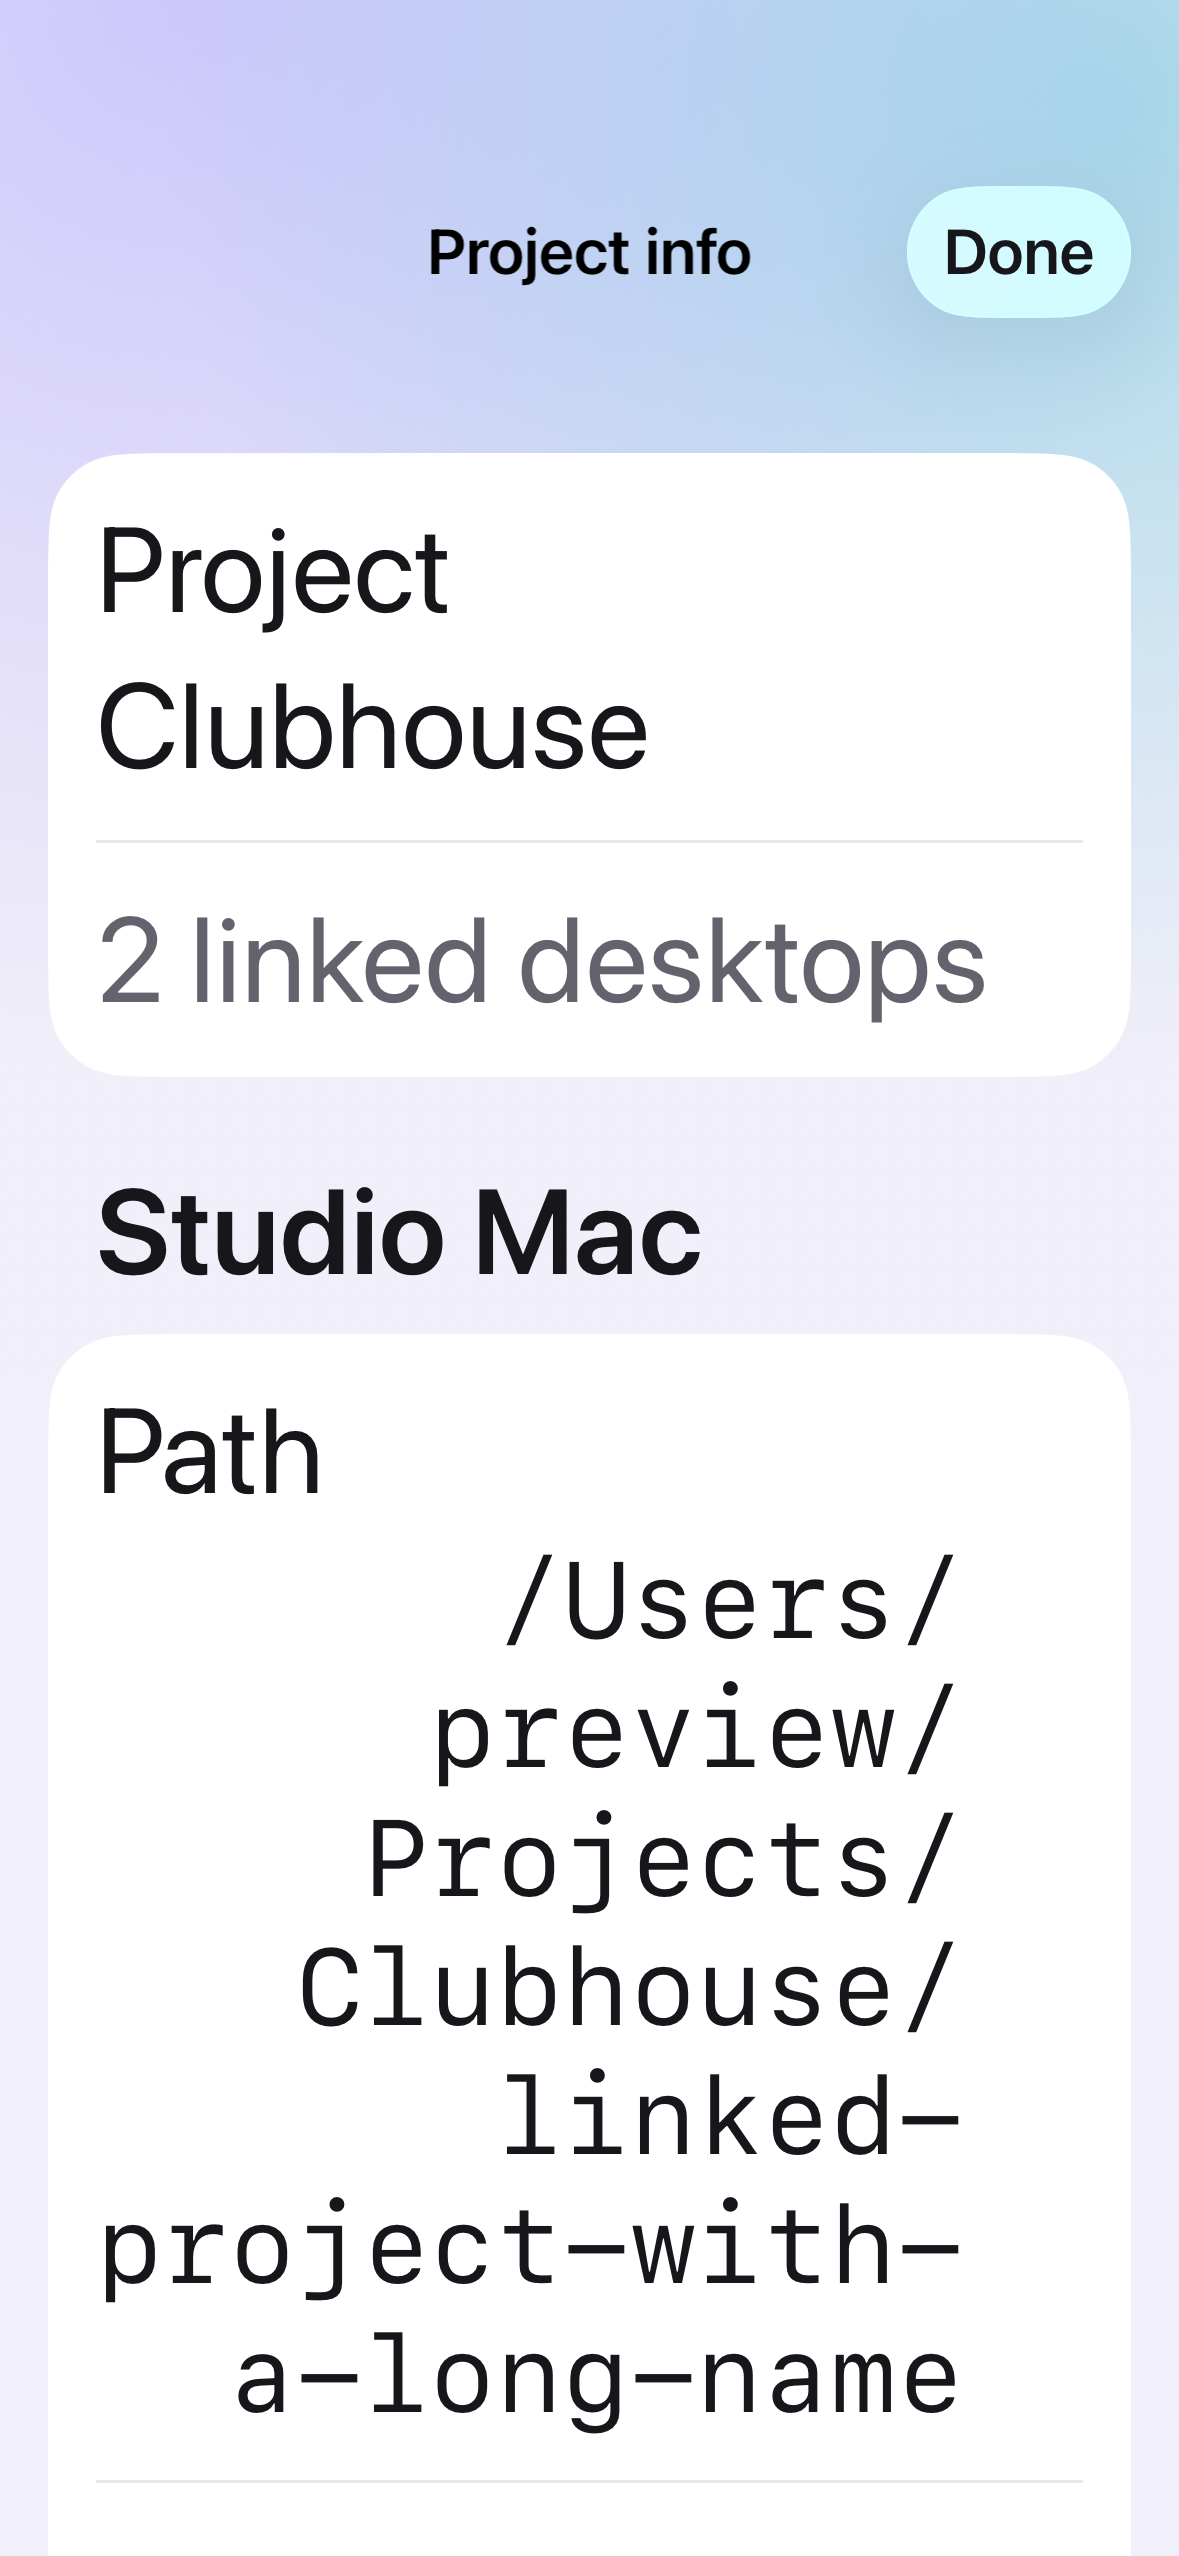 Project info
Done
Project
Clubhouse
2 linked desktops
Studio Mac
Path
/Users/
preview/
Projects/
Clubhouse/
linked-
project-with-
a-long-name